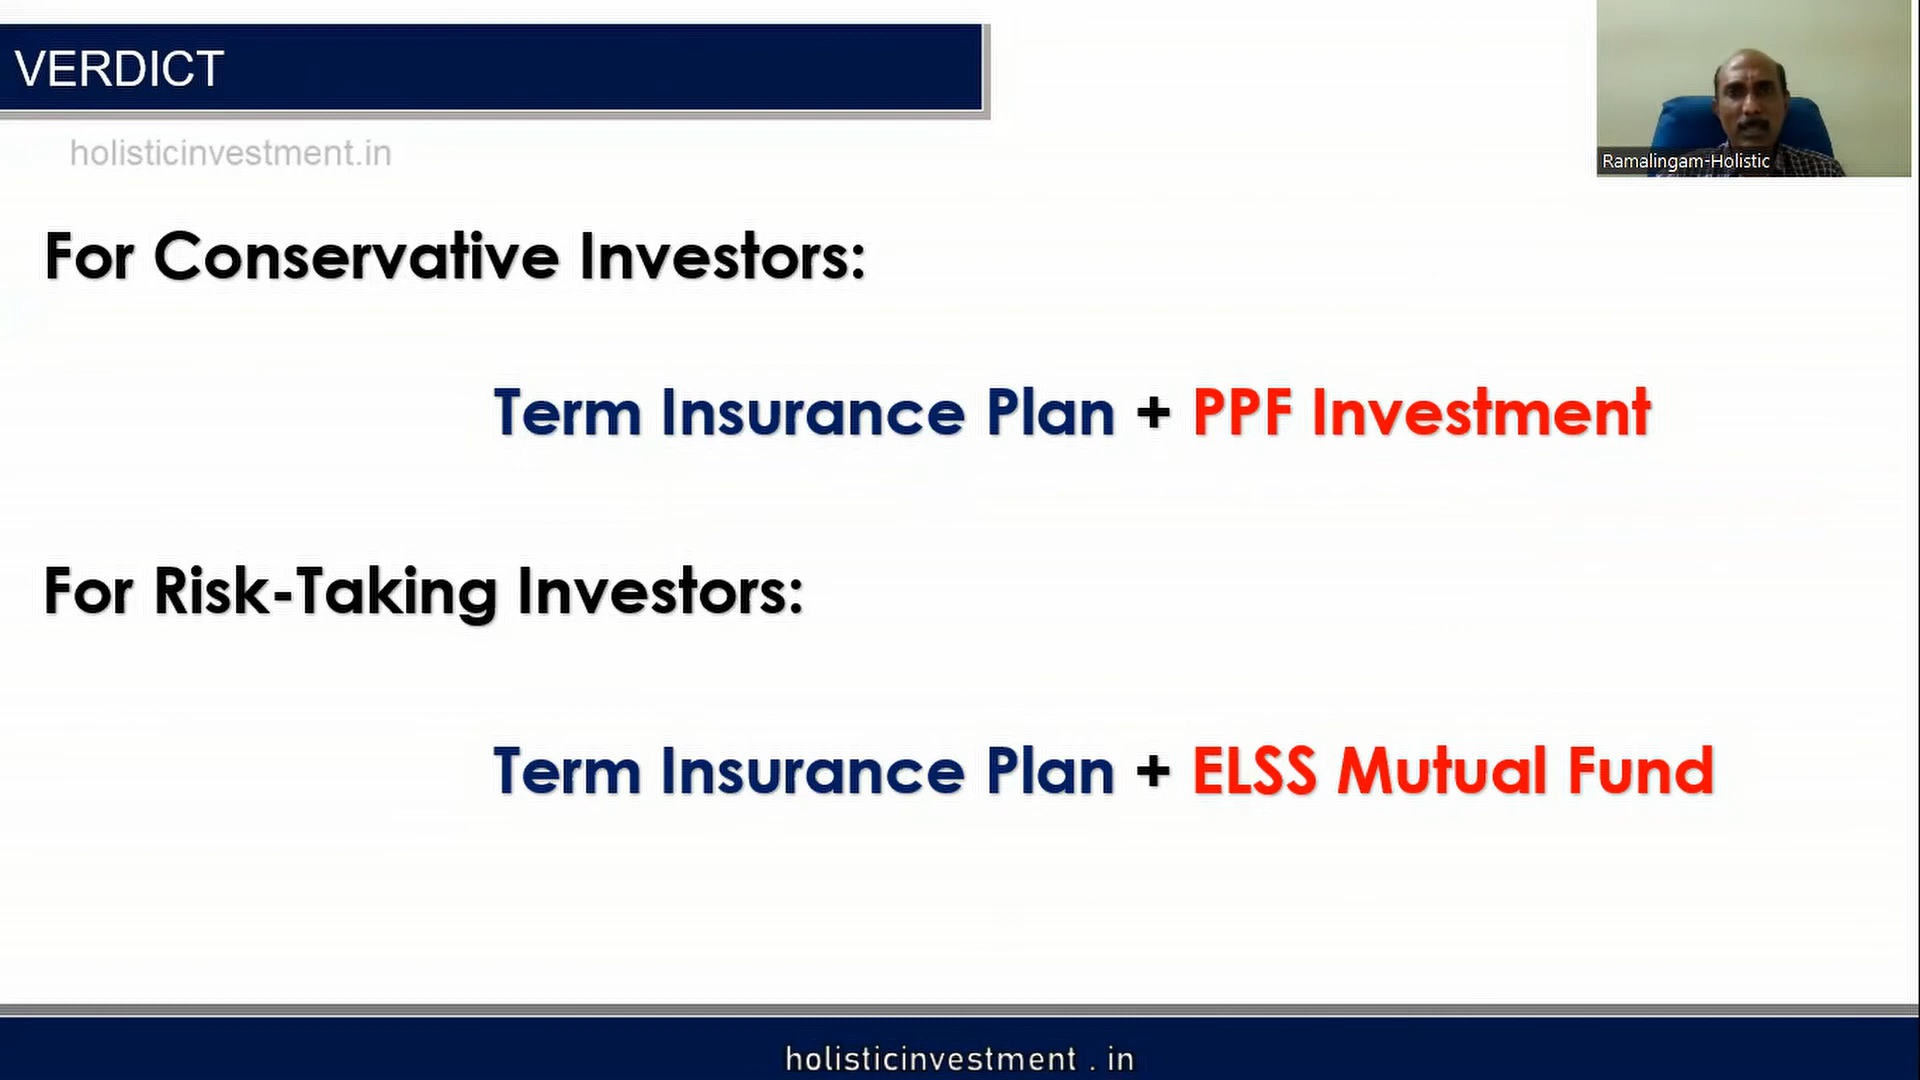 VERDICT
holisticinvestment.in
Ramalingam-Holistic
For Conservative Investors:
Term Insurance Plan + PPF Investment
For Risk-Taking Investors:
Term Insurance Plan + ELSS Mutual Fund
holisticinvestment . in